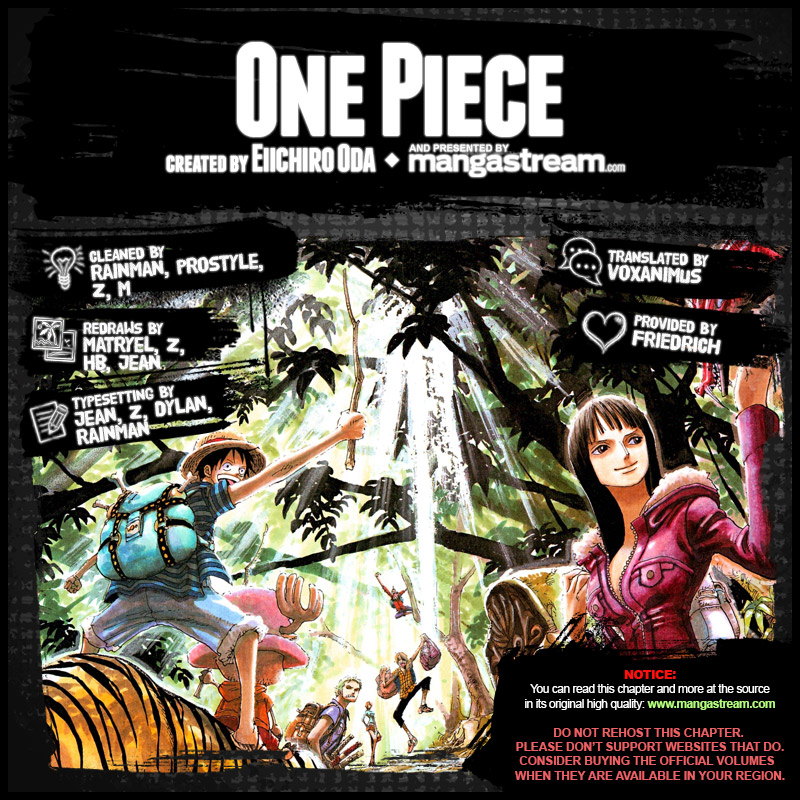 ONE PIECE
CREATED BY EIICHIRO ODA ◆ AND PRESENTED BY mangastream.com
CLEANED BY
RAINMAN, PROSTYLE,
Z, M
REDRAWS BY
MATRYEL, Z,
HB, JEAN
TYPESETTING BY
JEAN, Z, DYLAN,
RAINMAN
TRANSLATED BY
VOXANIMUS
PROVIDED BY
FRIEDRICH
NOTICE:
You can read this chapter and more at the source
in its original high quality: www.mangastream.com
DO NOT REHOST THIS CHAPTER.
PLEASE DON'T SUPPORT WEBSITES THAT DO.
CONSIDER BUYING THE OFFICIAL VOLUMES
WHEN THEY ARE AVAILABLE IN YOUR REGION.